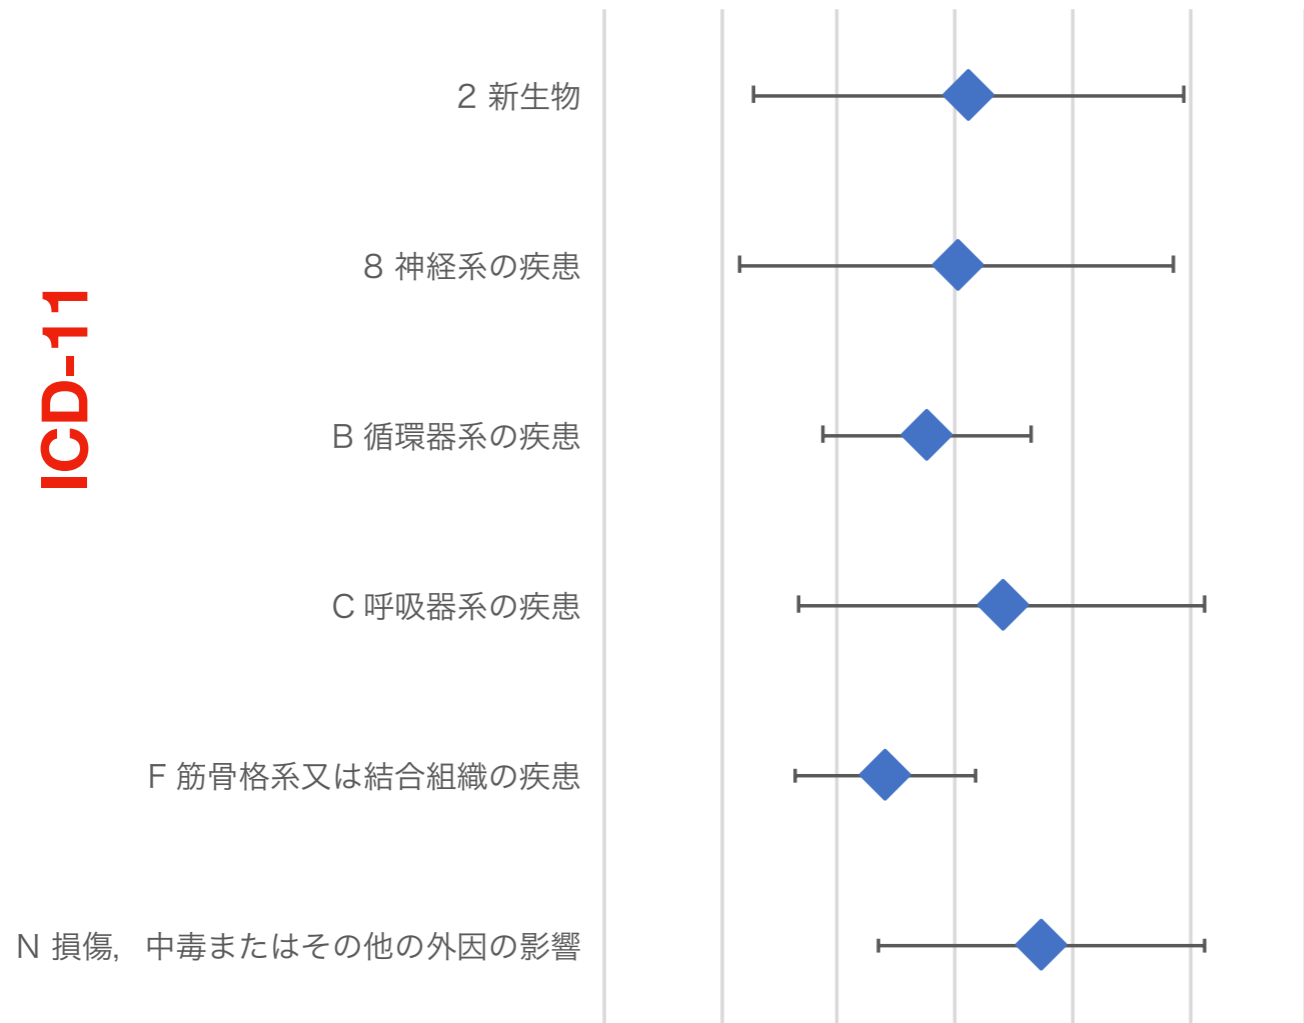 ICD-11
2 新生物
8 神経系の疾患
B 循環器系の疾患
C 呼吸器系の疾患
F 筋骨格系又は結合組織の疾患
N 損傷，中毒またはその他の外因の影響